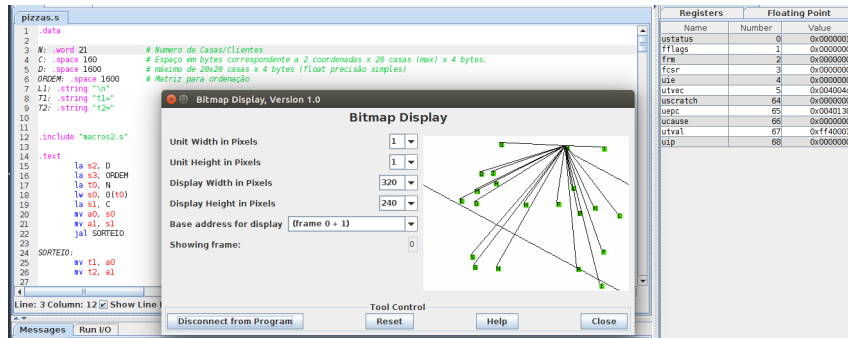 pizzas.s
1 .data
2
3 N: .word 21 # Numero de Casas/Clientes
4 C: .space 160 # Espaço em bytes correspondente a 2 coordenadas x 20 casas (max) x 4 bytes.
5 D: .space 1600 # máximo de 20x20 casas x 4 bytes (float precisão simples)
6 ORDEM: .space 1600 # Matriz para ordenação
7 L1: .string "\n"
8 T1: .string "t1="
9 T2: .string "t2="
10
11
12 .include "macros2.s"
13
14 .text
15 la s2, D
16 la s3, ORDEM
17 la t0, N
18 lw s0, 0(t0)
19 la s1, C
20 mv a0, s0
21 mv a1, s1
22 jal SORTEIO
23
24 SORTEIO:
25 mv t1, a0
26 mv t2, a1
27
Line: 3 Column: 12 Show Line
Messages Run I/O
Bitmap Display, Version 1.0
Bitmap Display
Unit Width in Pixels 1
Unit Height in Pixels 1
Display Width in Pixels 320
Display Height in Pixels 240
Base address for display (frame 0 + 1)
Showing frame: 0
Tool Control
Disconnect from Program Reset Help Close
Registers Floating Point
Name Number Value
ustatus 0
fflags 1
frm 2
fcsr 3
uie 4
utvec 5
uscratch 64
uepc 65
ucause 66
utval 67
uip 68